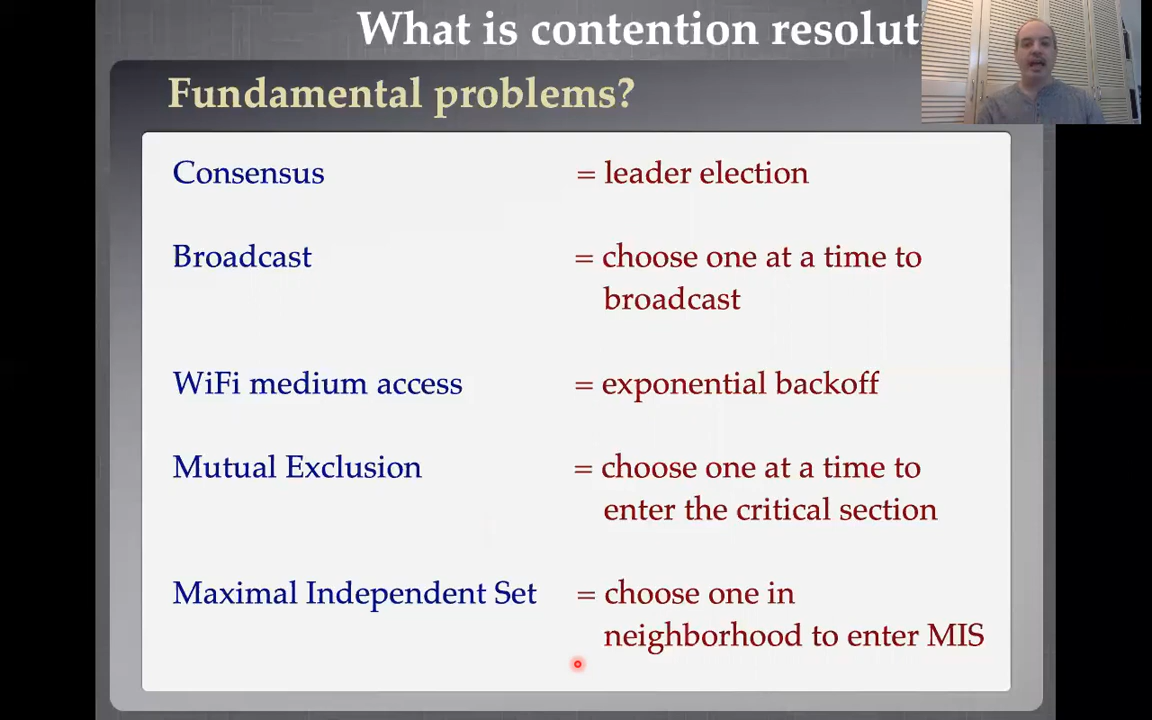 What is contention resolut
Fundamental problems?
Consensus = leader election
Broadcast = choose one at a time to
broadcast
WiFi medium access = exponential backoff
Mutual Exclusion = choose one at a time to
enter the critical section
Maximal Independent Set = choose one in
neighborhood to enter MIS